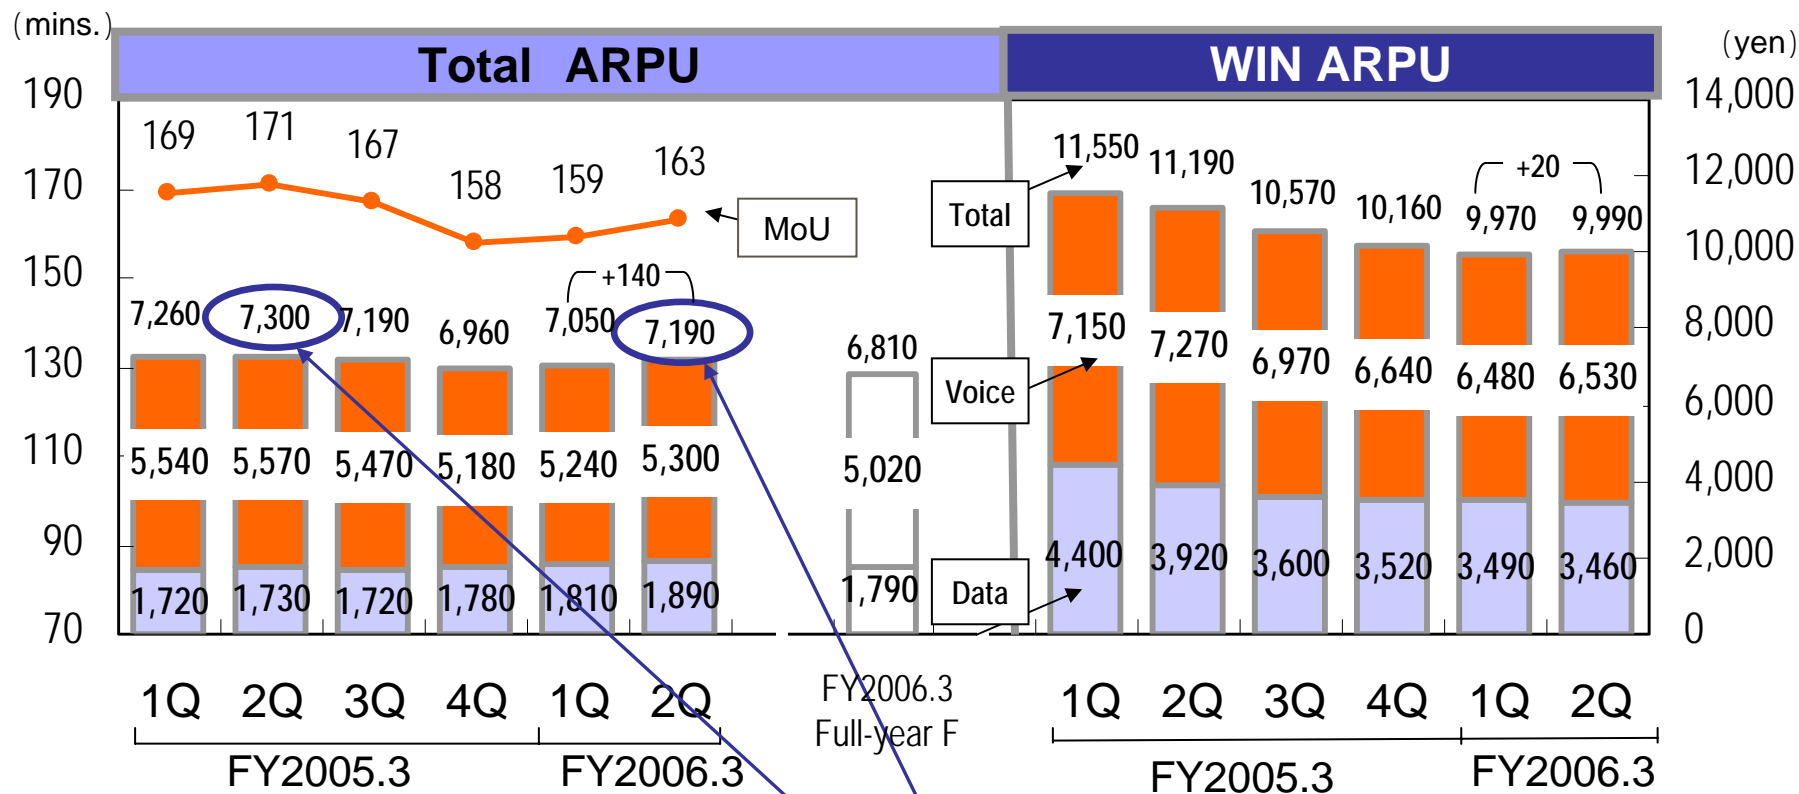 (mins.)
Total ARPU
WIN ARPU
(yen)
190
170
150
130
110
90
70
14,000
12,000
10,000
8,000
6,000
4,000
2,000
0
169 171 167 158 159 163
MoU
+140
7,260 7,300 7,190 6,960 7,050 7,190
6,810
5,540 5,570 5,470 5,180 5,240 5,300
5,020
1,720 1,730 1,720 1,780 1,810 1,890
1,790
Total
Voice
Data
+20
11,550 11,190 10,570 10,160 9,970 9,990
7,150 7,270 6,970 6,640 6,480 6,530
4,400 3,920 3,600 3,520 3,490 3,460
1Q 2Q 3Q 4Q 1Q 2Q
FY2005.3 FY2006.3
FY2006.3
Full-year F
1Q 2Q 3Q 4Q 1Q 2Q
FY2005.3 FY2006.3